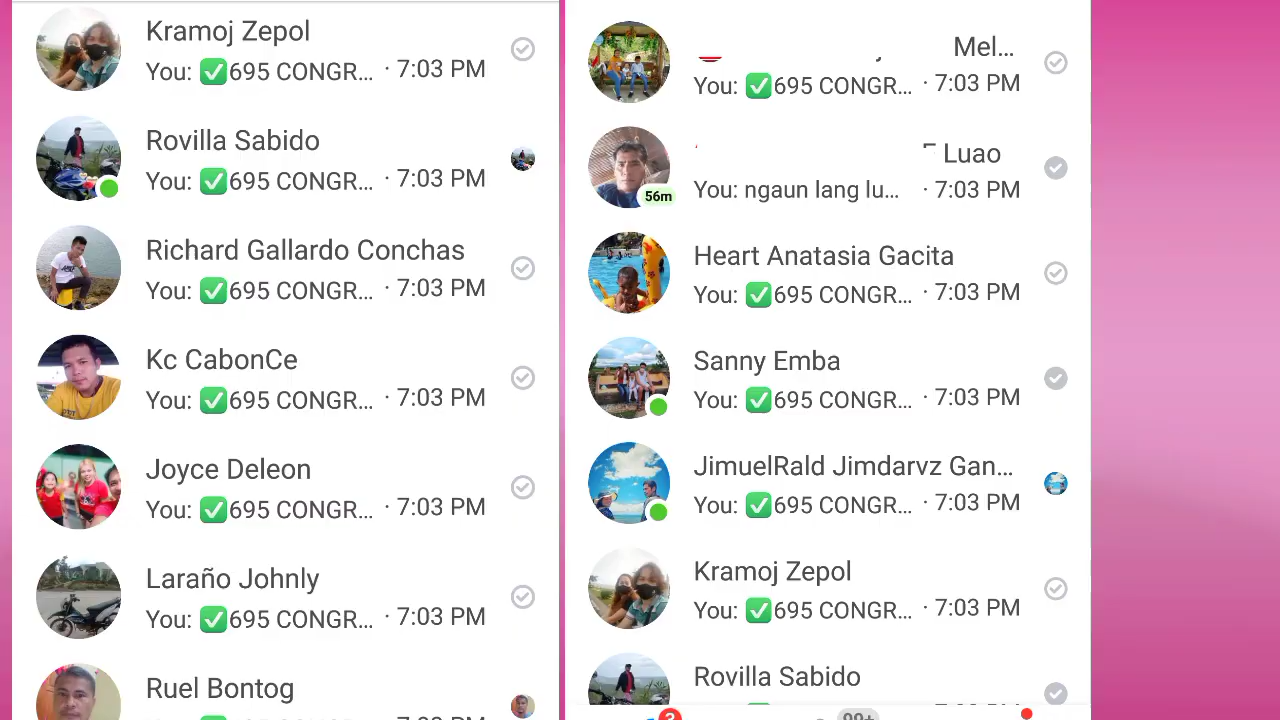 Kramoj Zepol
You: ✅695 CONGR... · 7:03 PM
Rovilla Sabido
You: ✅695 CONGR... · 7:03 PM
Richard Gallardo Conchas
You: ✅695 CONGR... · 7:03 PM
Kc CabonCe
You: ✅695 CONGR... · 7:03 PM
Joyce Deleon
You: ✅695 CONGR... · 7:03 PM
Laraño Johnly
You: ✅695 CONGR... · 7:03 PM
Ruel Bontog
Mel...
You: ✅695 CONGR... · 7:03 PM
Luao
56m
You: ngaun lang lu... · 7:03 PM
Heart Anatasia Gacita
You: ✅695 CONGR... · 7:03 PM
Sanny Emba
You: ✅695 CONGR... · 7:03 PM
JimuelRald Jimdarvz Gan...
You: ✅695 CONGR... · 7:03 PM
Kramoj Zepol
You: ✅695 CONGR... · 7:03 PM
Rovilla Sabido